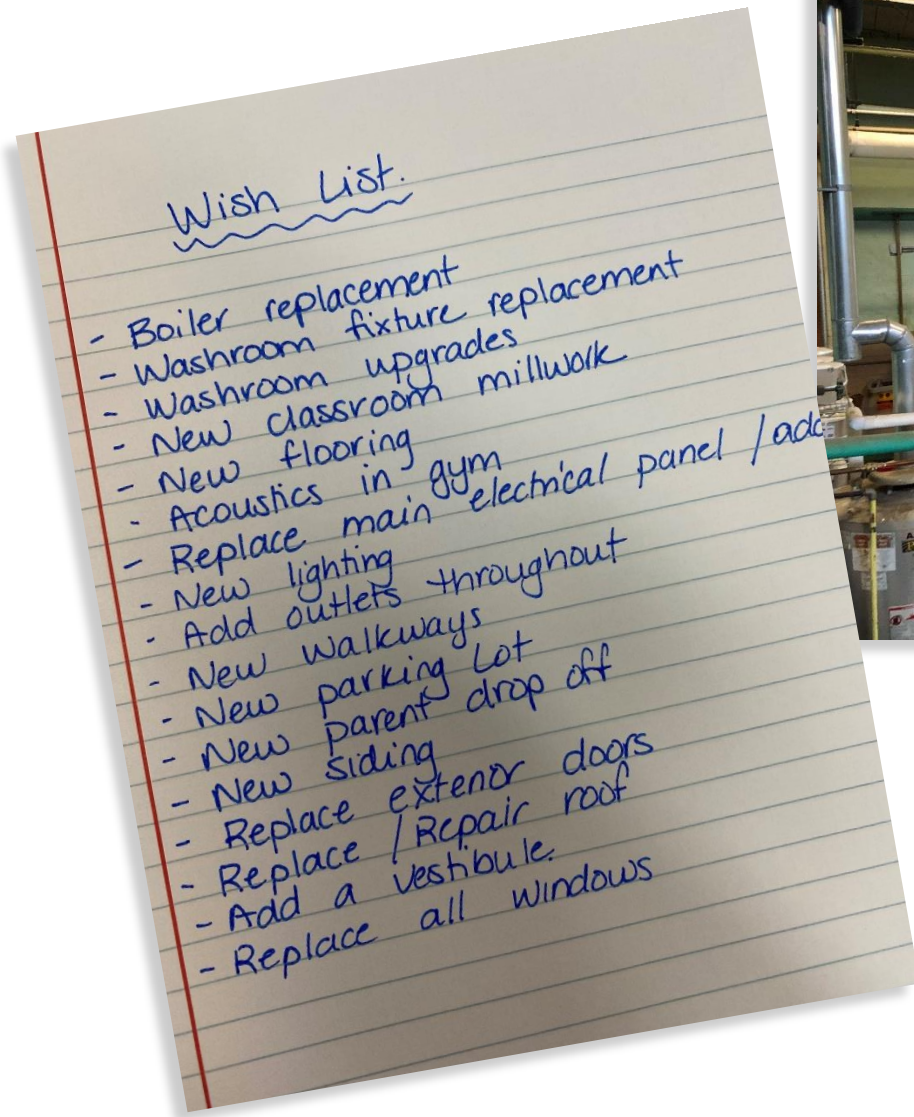 Wish List.
- Boiler replacement
- Washroom fixture replacement
- Washroom upgrades
- New classroom millwork
- New flooring
- Acoustics in gym
- Replace main electrical panel /add
- New lighting
- Add outlets throughout
- New walkways
- New parking Lot
- New parent drop off
- New siding
- Replace exterior doors
- Replace / Repair roof
- Add a vestibule.
- Replace all windows